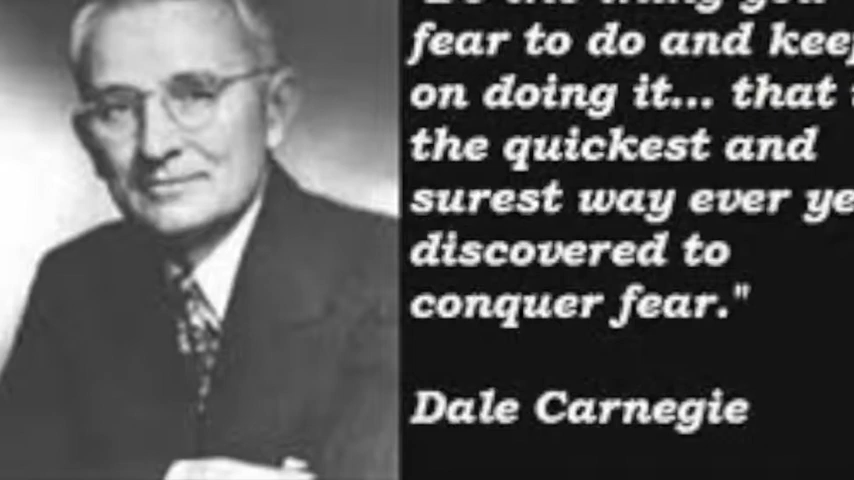 fear to do and keep
on doing it... that
the quickest and
surest way ever ye
discovered to
conquer fear."
Dale Carnegie